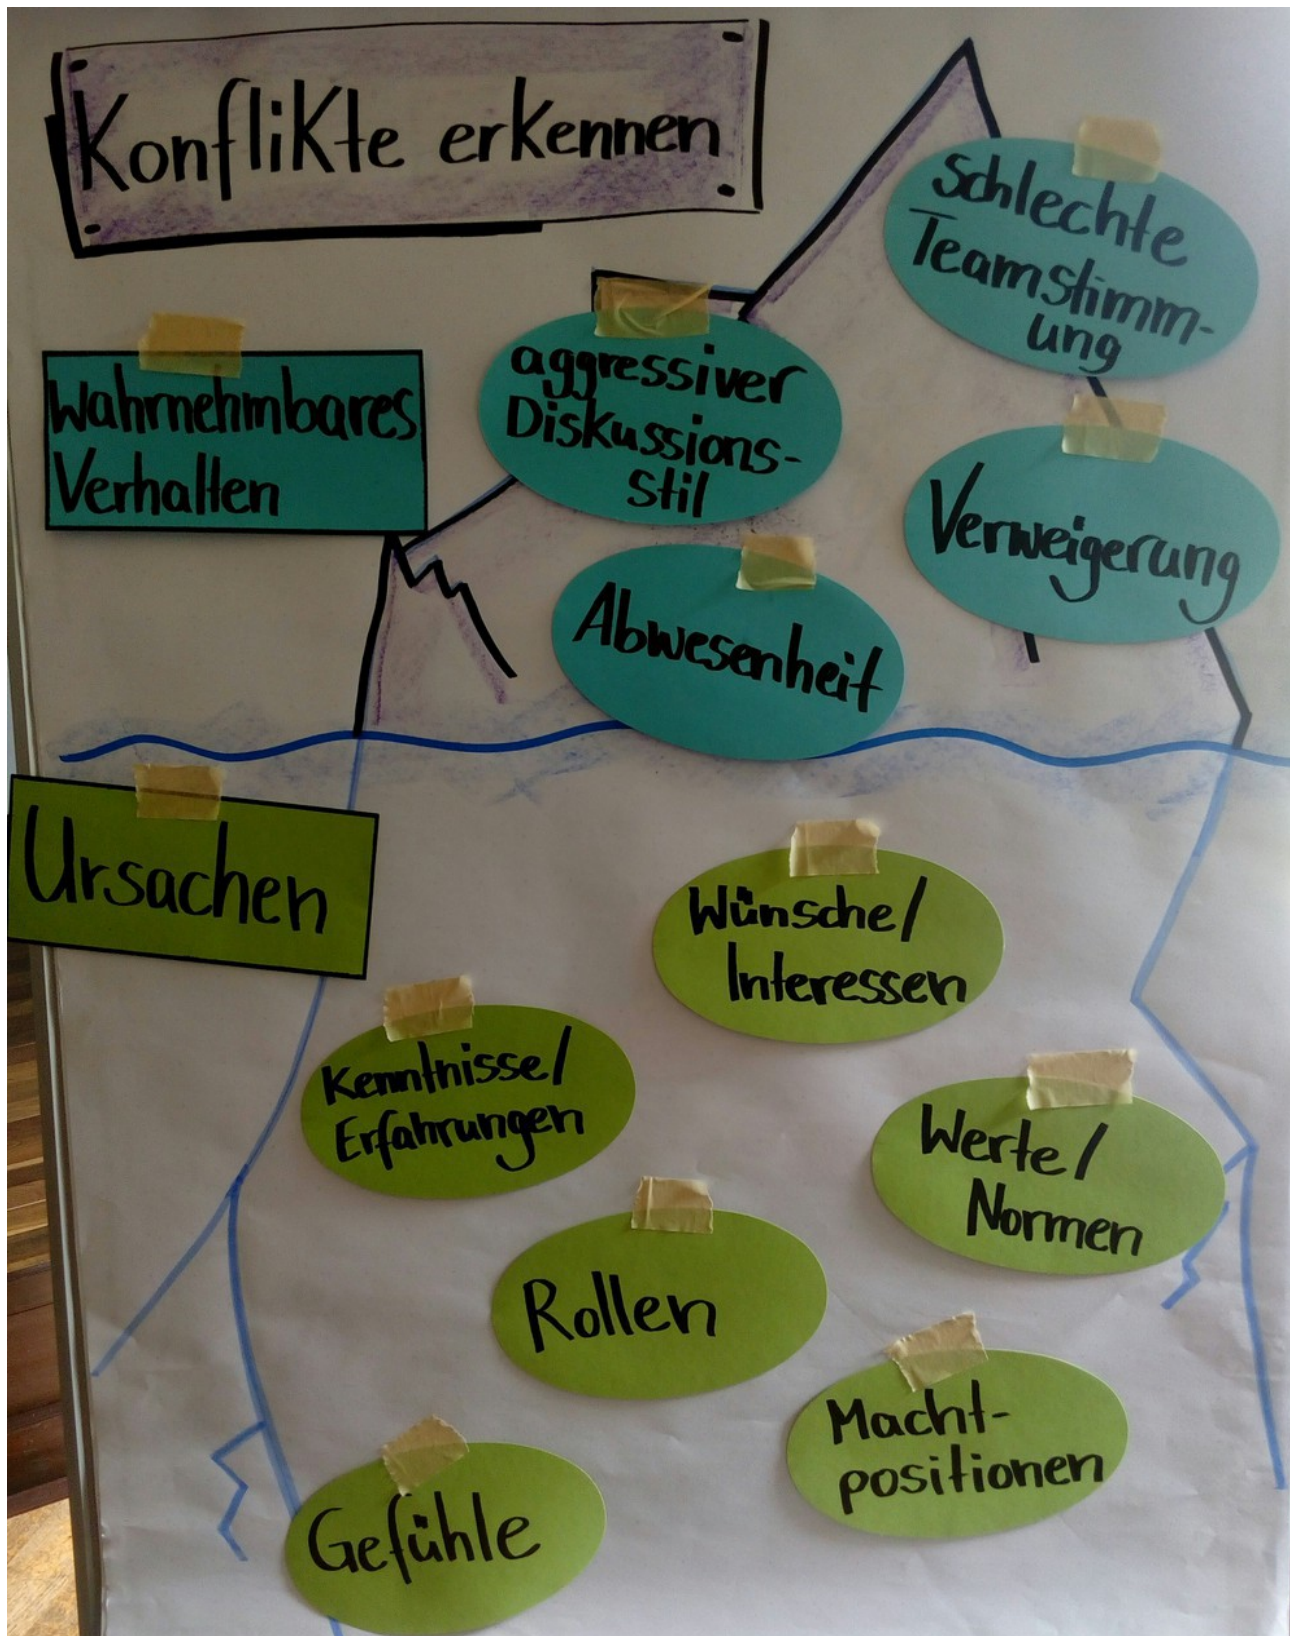 Konflikte erkennen
Schlechte
Teamstimm-
ung
aggressiver
Diskussions-
stil
Wahrnehmbares
Verhalten
Verweigerung
Abwesenheit
Ursachen
Wünsche/
Interessen
Kenntnisse/
Erfahrungen
Werte/
Normen
Rollen
Macht-
positionen
Gefühle